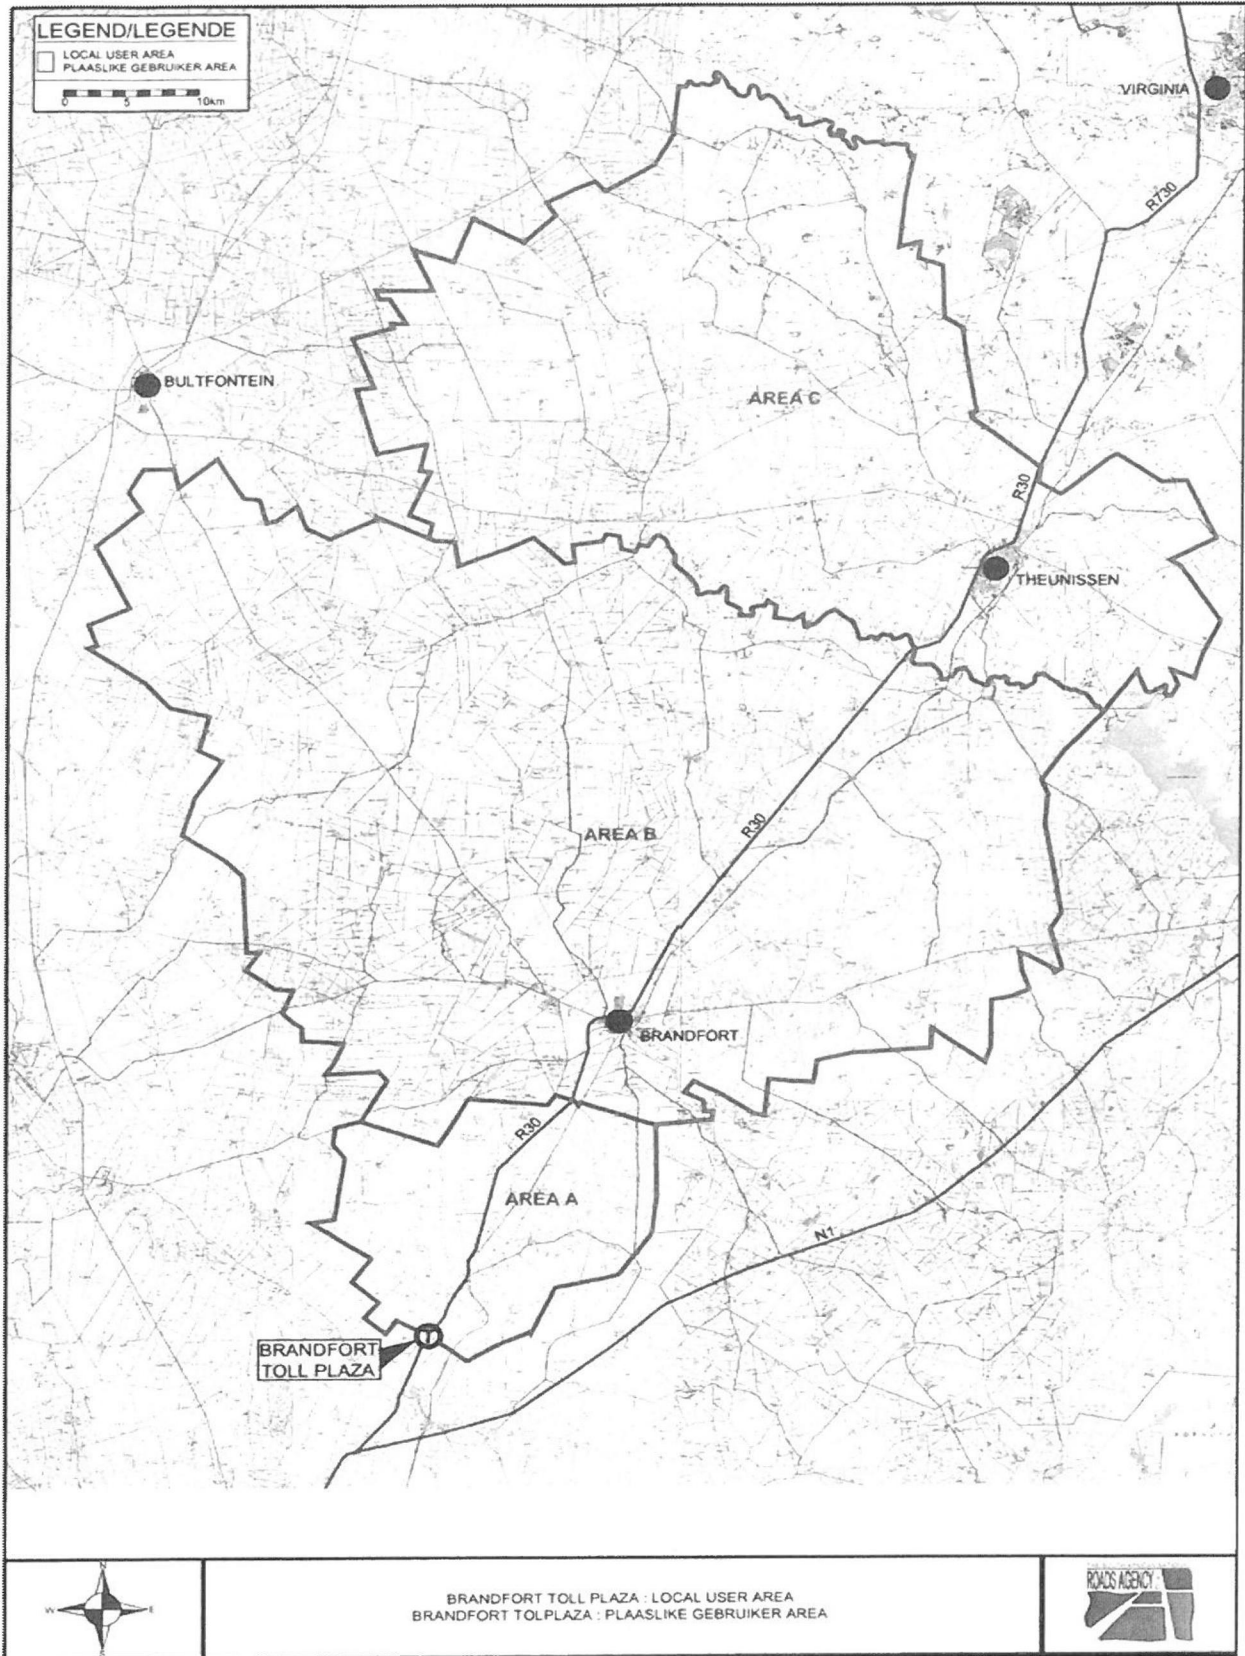 LEGEND/LEGENDE
LOCAL USER AREA
PLAASLIKE GEBRUIKER AREA
0 5 10km
VIRGINIA
R730
BULTFONTEIN
AREA C
R30
THEUNISSEN
AREA B
R30
BRANDFORT
R30
AREA A
N1
T
BRANDFORT
TOLL PLAZA
N
W E
S
BRANDFORT TOLL PLAZA : LOCAL USER AREA
BRANDFORT TOLPLAZA : PLAASLIKE GEBRUIKER AREA
ROADS AGENCY